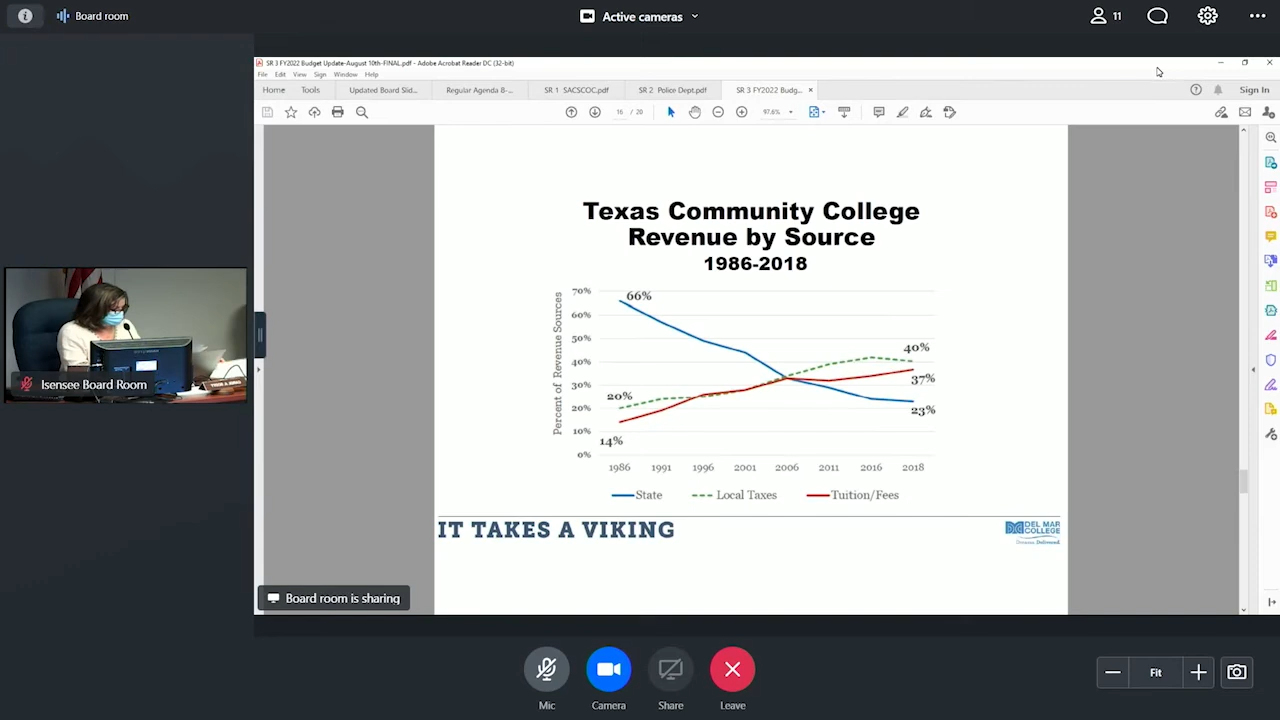 Board room
Active cameras
11
SR 3 FY2022 Budget Update-August 10th-FINAL.pdf - Adobe Acrobat Reader DC (32-bit)
File Edit View Sign Window Help
Home Tools Updated Board Slid... Regular Agenda 8-... SR 1 SACSCOC.pdf SR 2 Police Dept.pdf SR 3 FY2022 Budg... × Sign In
16 / 20 97.6%
Texas Community College
Revenue by Source
1986-2018
Percent of Revenue Sources
70%
60%
50%
40%
30%
20%
10%
0%
66%
20%
14%
40%
37%
23%
1986 1991 1996 2001 2006 2011 2016 2018
State Local Taxes Tuition/Fees
IT TAKES A VIKING
DEL MAR
COLLEGE
Dreams. Delivered.
Isensee Board Room
Board room is sharing
Mic Camera Share Leave
Fit